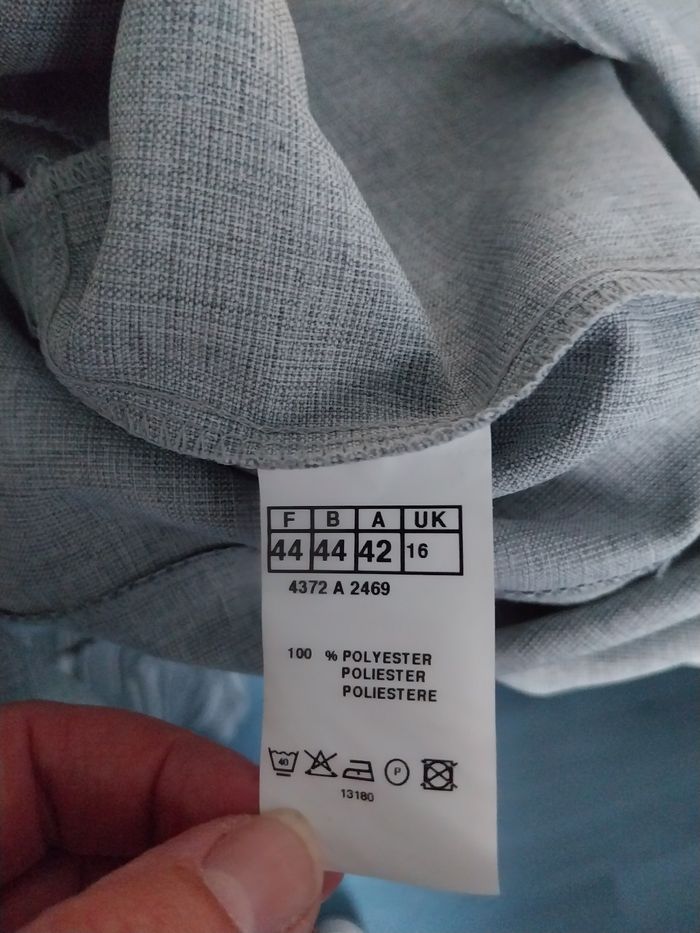 F B A UK
44 44 42 16
4372 A 2469
100 % POLYESTER
POLIESTER
POLIESTERE
40 P
13180